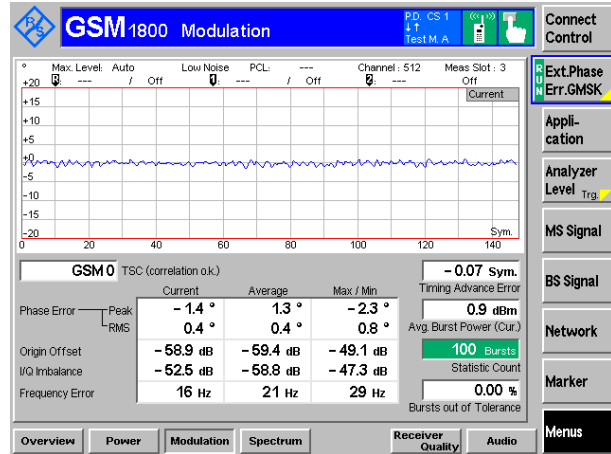 R&S GSM 1800 Modulation P.D. CS 1 Test M. A Connect Control
° Max. Level: Auto Low Noise PCL: --- Channel : 512 Meas Slot : 3
R: --- / Off 1: --- / Off 2: --- Off
Current
+20
+15
+10
+5
+0
-5
-10
-15
-20
Sym.
0 20 40 60 80 100 120 140
RUN Ext.Phase Err.GMSK
Appli-
cation
Analyzer
Level Trg.
MS Signal
BS Signal
Network
Marker
Menus
GSM 0 TSC (correlation o.k.) - 0.07 Sym.
Timing Advance Error
Current Average Max / Min
Phase Error Peak - 1.4 ° 1.3 ° - 2.3 ° 0.9 dBm
RMS 0.4 ° 0.4 ° 0.8 ° Avg. Burst Power (Cur.)
Origin Offset - 58.9 dB - 59.4 dB - 49.1 dB 100 Bursts
I/Q Imbalance - 52.5 dB - 58.8 dB - 47.3 dB Statistic Count
Frequency Error 16 Hz 21 Hz 29 Hz 0.00 %
Bursts out of Tolerance
Overview Power Modulation Spectrum Receiver Quality Audio